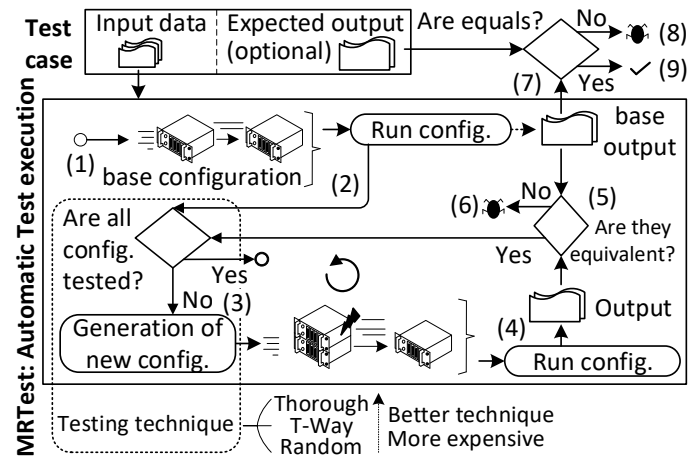 Test case
Input data
Expected output (optional)
Are equals?
No
(8)
(9)
Yes
(7)
MRTest: Automatic Test execution
(1)
base configuration
Run config.
base output
(2)
(6)
No
(5)
Are they equivalent?
Yes
Are all config. tested?
Yes
No
(3)
Generation of new config.
(4)
Output
Run config.
Testing technique
Thorough
T-Way
Random
Better technique
More expensive